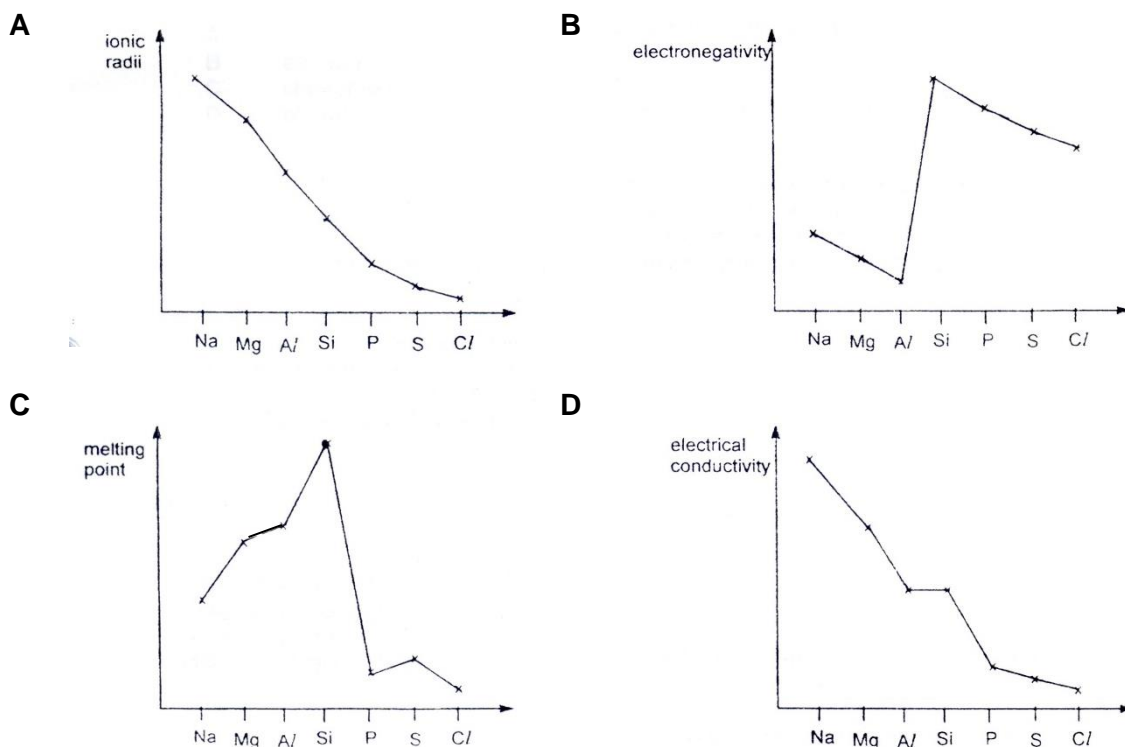 A
ionic
radii
Na Mg Al Si P S Cl
B
electronegativity
Na Mg Al Si P S Cl
C
melting
point
Na Mg Al Si P S Cl
D
electrical
conductivity
Na Mg Al Si P S Cl